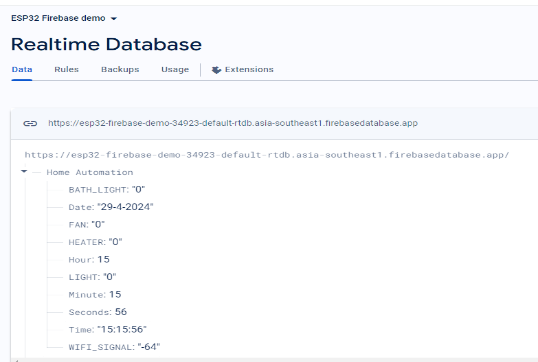 ESP32 Firebase demo
Realtime Database
Data Rules Backups Usage Extensions
https://esp32-firebase-demo-34923-default-rtdb.asia-southeast1.firebasedatabase.app
https://esp32-firebase-demo-34923-default-rtdb.asia-southeast1.firebasedatabase.app/
Home Automation
BATH_LIGHT: "0"
Date: "29-4-2024"
FAN: "0"
HEATER: "0"
Hour: 15
LIGHT: "0"
Minute: 15
Seconds: 56
Time: "15:15:56"
WIFI_SIGNAL: "-64"